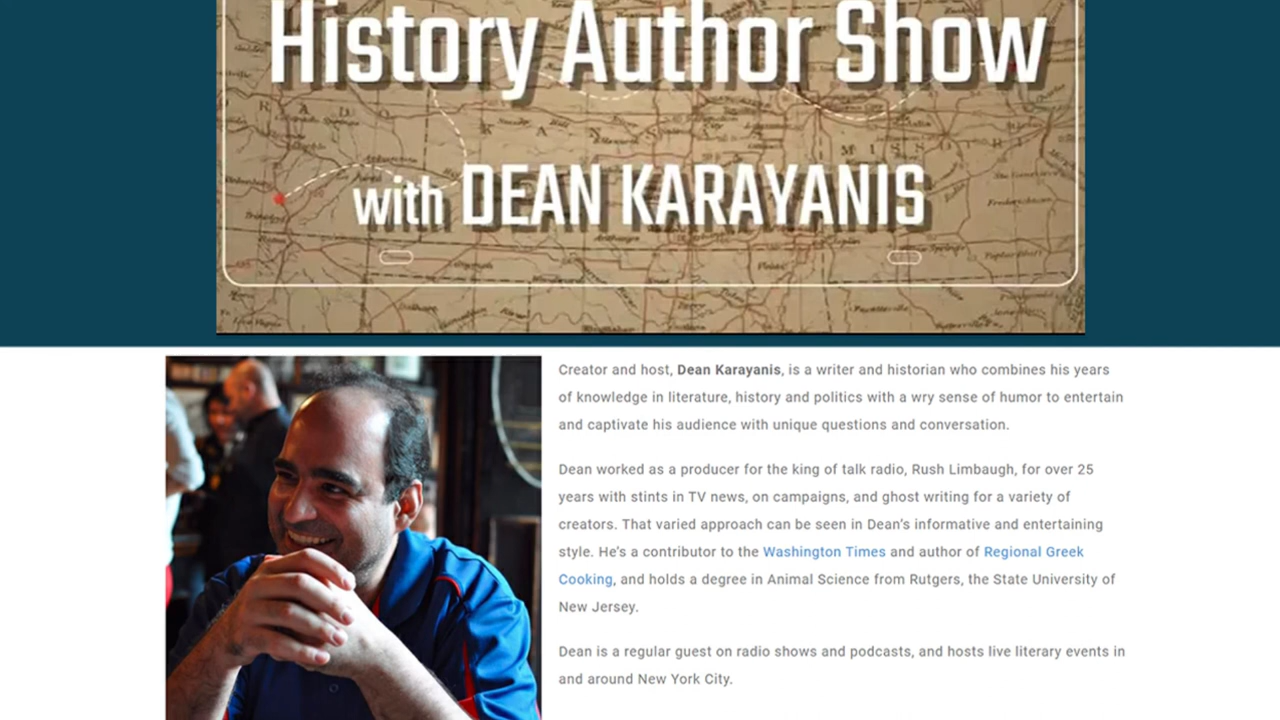 History Author Show
with DEAN KARAYANIS
Creator and host, Dean Karayanis, is a writer and historian who combines his years
of knowledge in literature, history and politics with a wry sense of humor to entertain
and captivate his audience with unique questions and conversation.
Dean worked as a producer for the king of talk radio, Rush Limbaugh, for over 25
years with stints in TV news, on campaigns, and ghost writing for a variety of
creators. That varied approach can be seen in Dean's informative and entertaining
style. He's a contributor to the Washington Times and author of Regional Greek
Cooking, and holds a degree in Animal Science from Rutgers, the State University of
New Jersey.
Dean is a regular guest on radio shows and podcasts, and hosts live literary events in
and around New York City.